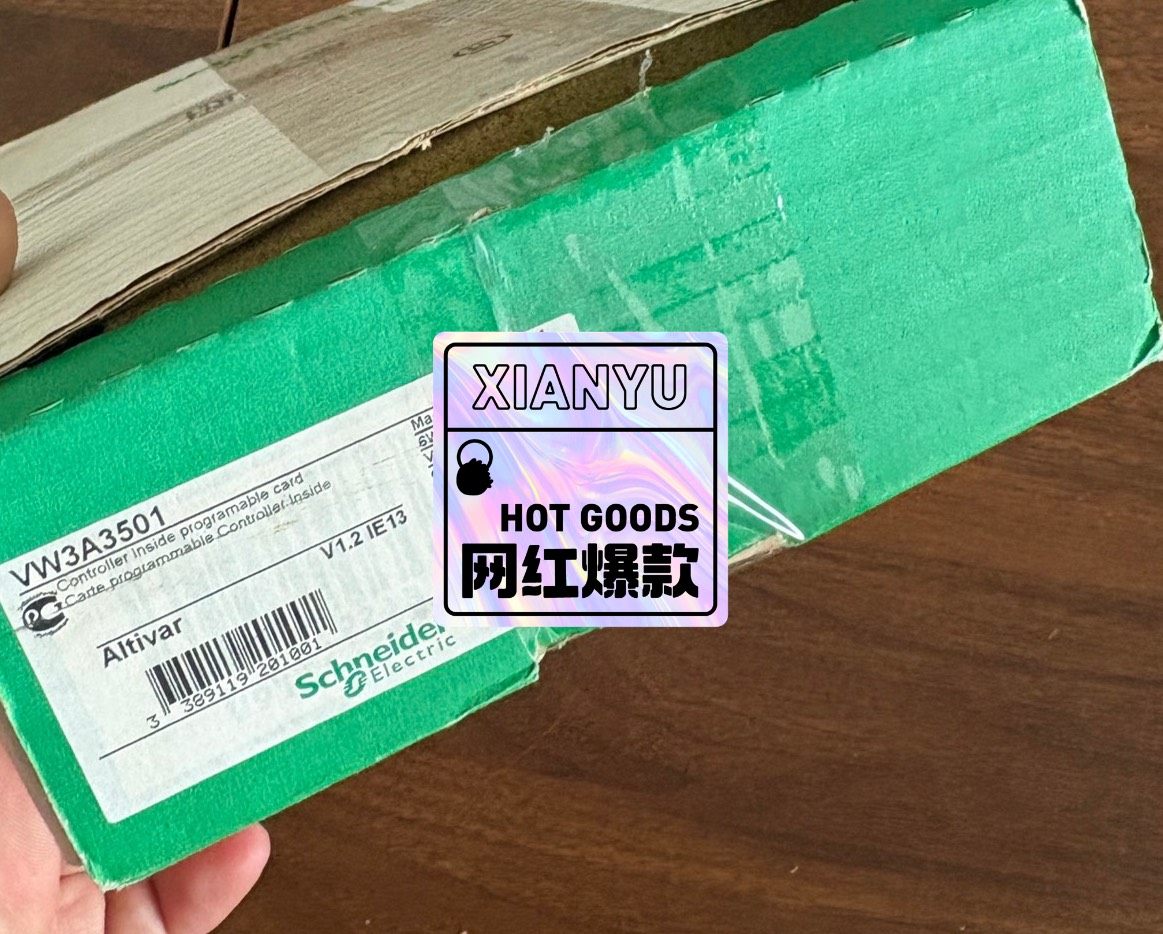 VW3A3501
Controller Inside programable card
Carte programmable Controller Inside
V1.2 IE13
Altivar
3 389119 201001
Schneider
Electric
XIANYU
HOT GOODS
网红爆款